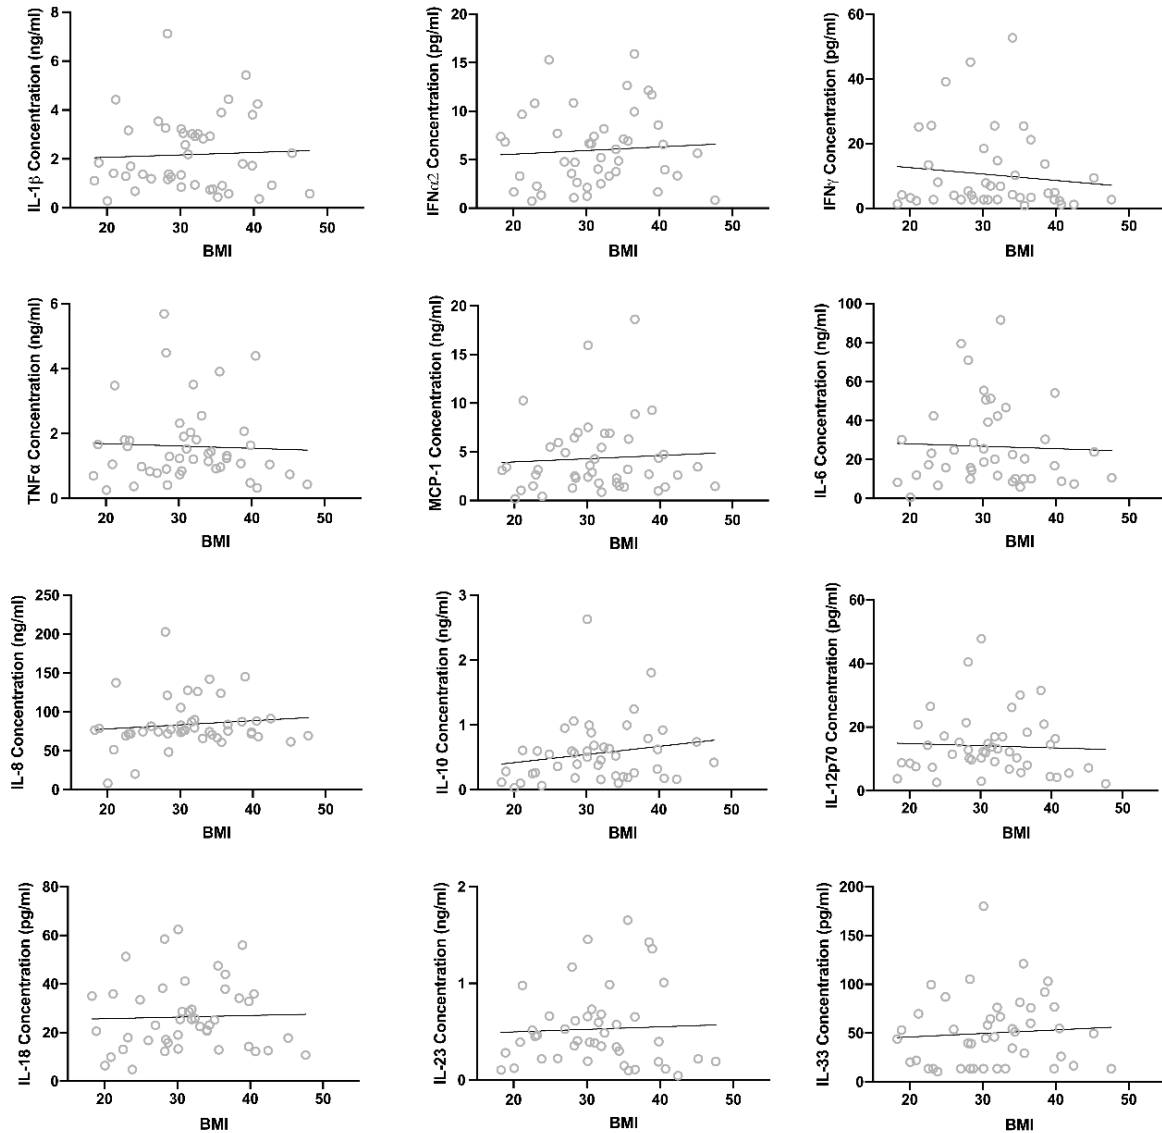 IL-1β Concentration (ng/ml)
8
6
4
2
0
20 30 40 50
BMI
IFNα2 Concentration (pg/ml)
20
15
10
5
0
20 30 40 50
BMI
IFNγ Concentration (pg/ml)
60
40
20
0
20 30 40 50
BMI
TNFα Concentration (ng/ml)
6
4
2
0
20 30 40 50
BMI
MCP-1 Concentration (ng/ml)
20
15
10
5
0
20 30 40 50
BMI
IL-6 Concentration (ng/ml)
100
80
60
40
20
0
20 30 40 50
BMI
IL-8 Concentration (ng/ml)
250
200
150
100
50
0
20 30 40 50
BMI
IL-10 Concentration (ng/ml)
3
2
1
0
20 30 40 50
BMI
IL-12p70 Concentration (pg/ml)
60
40
20
0
20 30 40 50
BMI
IL-18 Concentration (pg/ml)
80
60
40
20
0
20 30 40 50
BMI
IL-23 Concentration (ng/ml)
2
1
0
20 30 40 50
BMI
IL-33 Concentration (pg/ml)
200
150
100
50
0
20 30 40 50
BMI